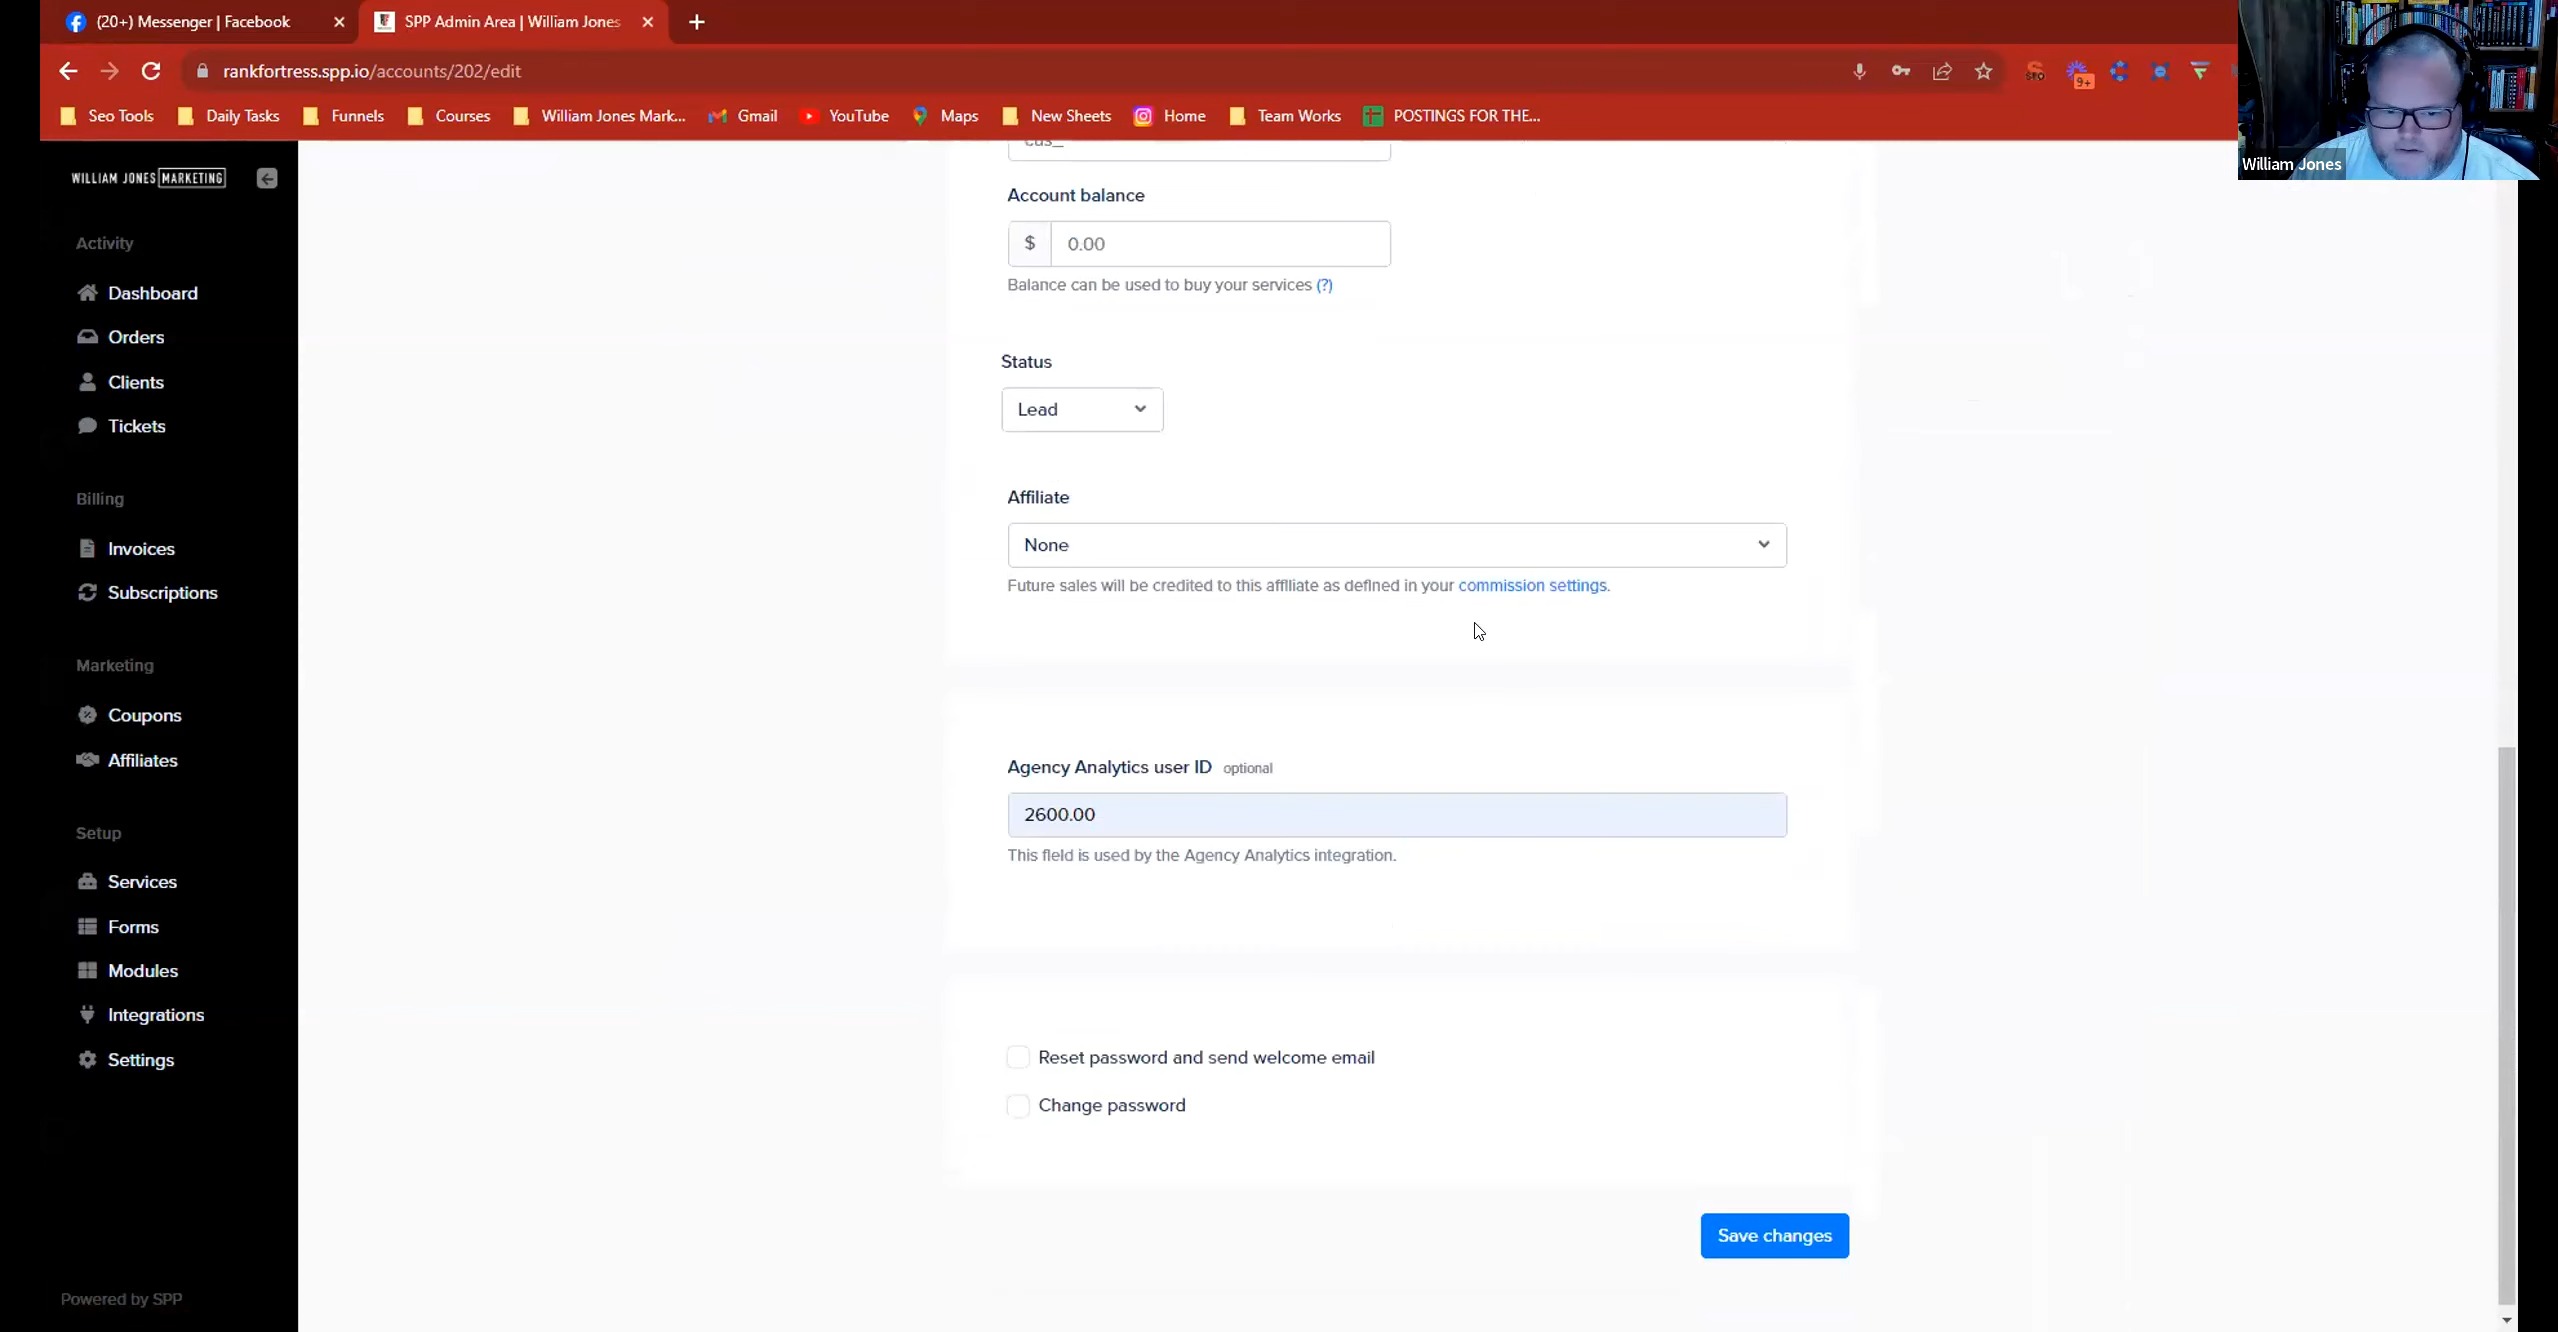 (20+) Messenger | Facebook
SPP Admin Area | William Jones
rankfortress.spp.io/accounts/202/edit
SEO
9+
Seo Tools
Daily Tasks
Funnels
Courses
William Jones Mark...
Gmail
YouTube
Maps
New Sheets
Home
Team Works
POSTINGS FOR THE...
William Jones
WILLIAM JONES MARKETING
Activity
Dashboard
Orders
Clients
Tickets
Billing
Invoices
Subscriptions
Marketing
Coupons
Affiliates
Setup
Services
Forms
Modules
Integrations
Settings
Powered by SPP
cus_
Account balance
$ 0.00
Balance can be used to buy your services (?)
Status
Lead
Affiliate
None
Future sales will be credited to this affiliate as defined in your commission settings.
Agency Analytics user ID optional
2600.00
This field is used by the Agency Analytics integration.
Reset password and send welcome email
Change password
Save changes